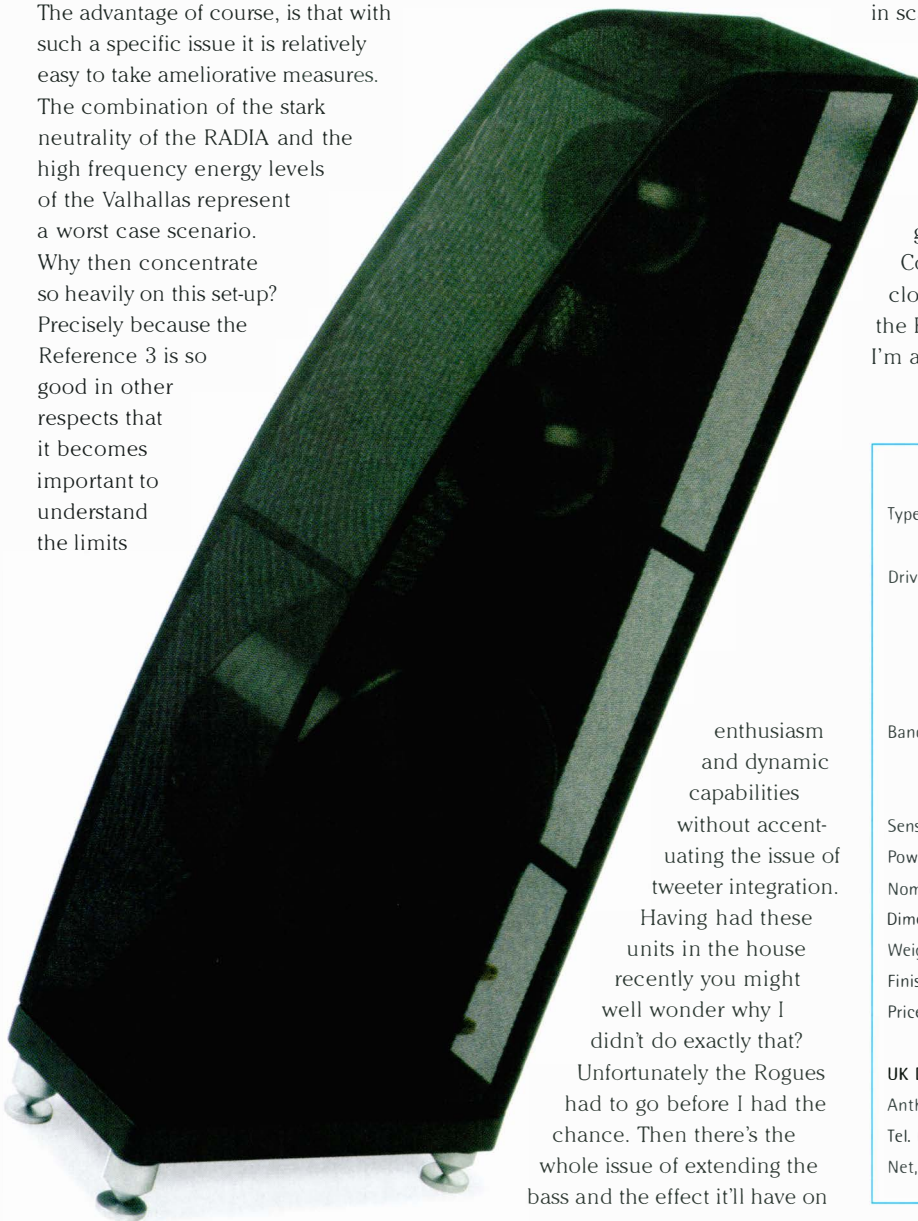 The advantage of course, is that with
such a specific issue it is relatively
easy to take ameliorative measures.
The combination of the stark
neutrality of the RADIA and the
high frequency energy levels
of the Valhallas represent
a worst case scenario.
Why then concentrate
so heavily on this set-up?
Precisely because the
Reference 3 is so
good in other
respects that
it becomes
important to
understand
the limits
enthusiasm
and dynamic
capabilities
without accent-
uating the issue of
tweeter integration.
Having had these
units in the house
recently you might
well wonder why I
didn't do exactly that?
Unfortunately the Rogues
had to go before I had the
chance. Then there's the
whole issue of extending the
bass and the effect it'll have on
in sc
g
Co
clo
the
I'm a
Type
Driv
Band
Sens
Pow
Nom
Dime
Weig
Finis
Price
UK
Anth
Tel.
Net,